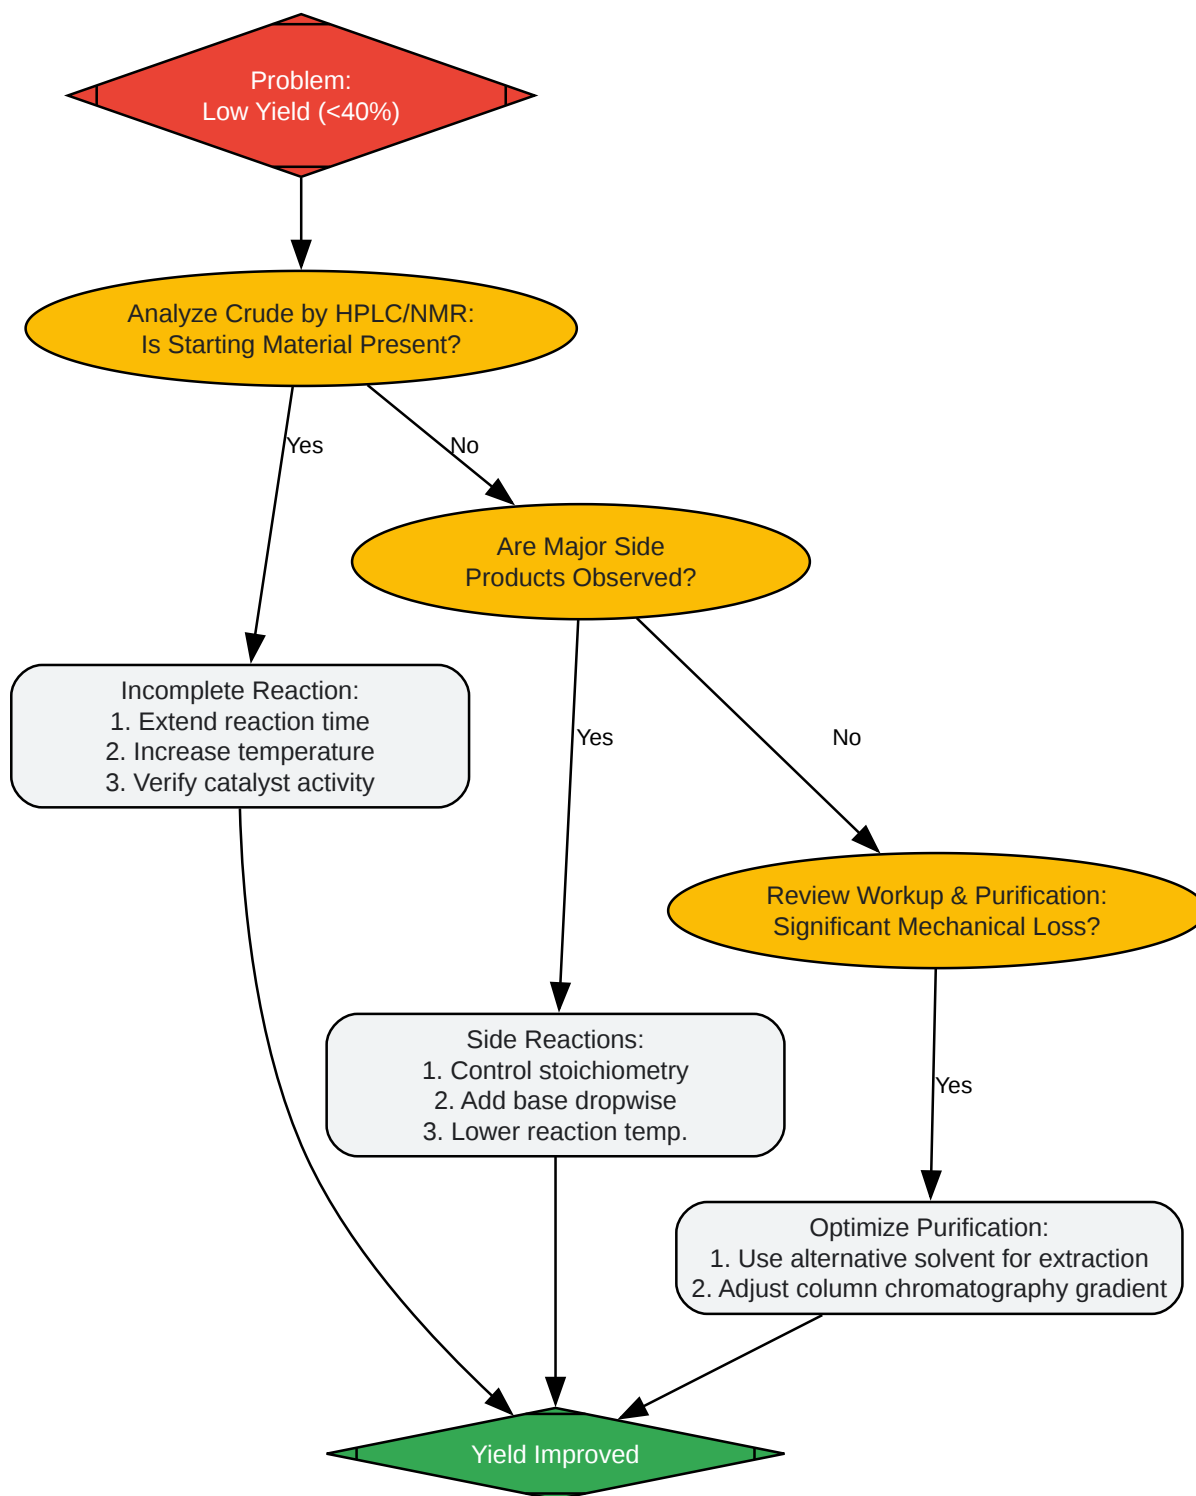 Problem:
Low Yield (<40%)
Analyze Crude by HPLC/NMR:
Is Starting Material Present?
Yes
No
Are Major Side
Products Observed?
Incomplete Reaction:
1. Extend reaction time
2. Increase temperature
3. Verify catalyst activity
Yes
No
Review Workup & Purification:
Significant Mechanical Loss?
Side Reactions:
1. Control stoichiometry
2. Add base dropwise
3. Lower reaction temp.
Yes
Optimize Purification:
1. Use alternative solvent for extraction
2. Adjust column chromatography gradient
Yield Improved